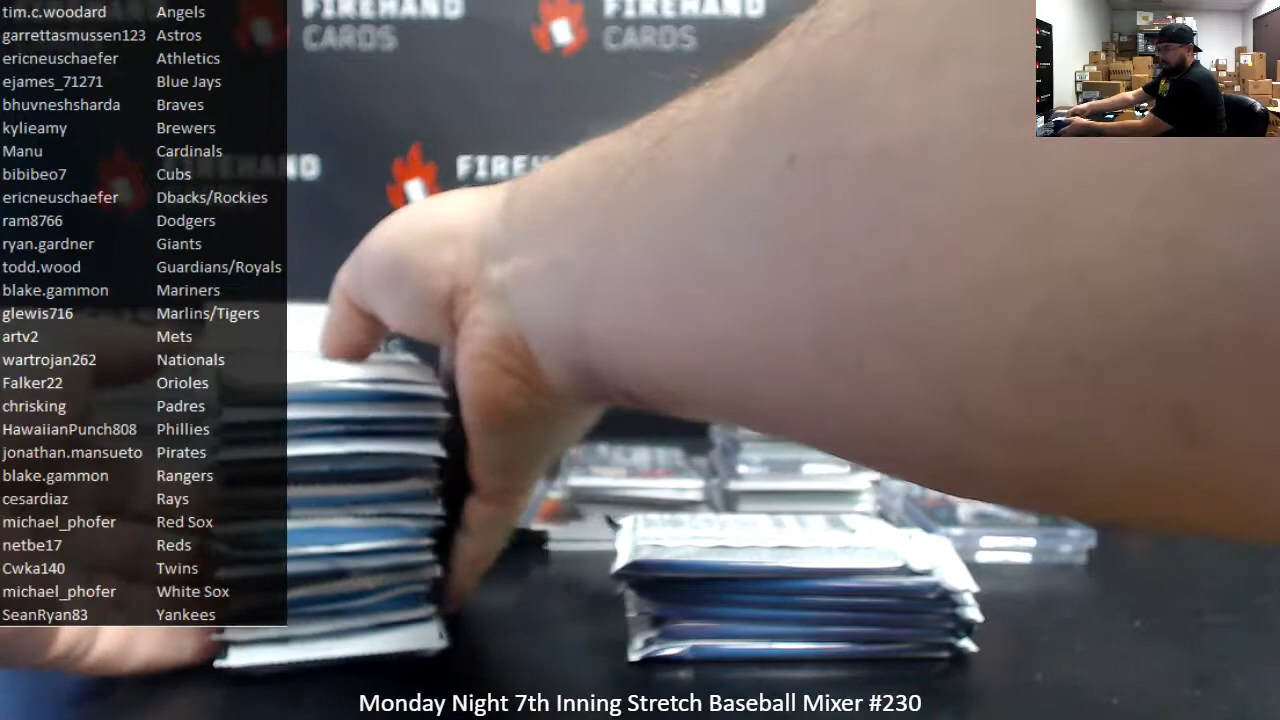 tim.c.woodard Angels
garrettasmussen123 Astros
ericneuschaefer Athletics
ejames_71271 Blue Jays
bhuvneshsharda Braves
kylieamy Brewers
Manu Cardinals
bibibeo7 Cubs
ericneuschaefer Dbacks/Rockies
ram8766 Dodgers
ryan.gardner Giants
todd.wood Guardians/Royals
blake.gammon Mariners
glewis716 Marlins/Tigers
artv2 Mets
wartrojan262 Nationals
Falker22 Orioles
chrisking Padres
HawaiianPunch808 Phillies
jonathan.mansueto Pirates
blake.gammon Rangers
cesardiaz Rays
michael_phofer Red Sox
netbe17 Reds
Cwka140 Twins
michael_phofer White Sox
SeanRyan83 Yankees
FIREHAND CARDS
FIREHAND CARDS
Monday Night 7th Inning Stretch Baseball Mixer #230